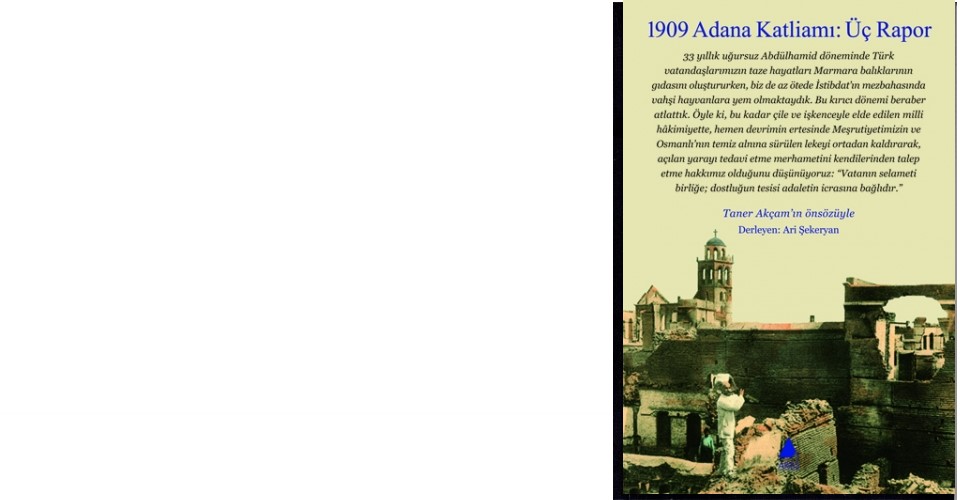 1909 Adana Katliamı: Üç Rapor
33 yıllık uğursuz Abdülhamid döneminde Türk
vatandaşlarımızın taze hayatları Marmara balıklarının
gıdasını oluştururken, biz de az ötede İstibdat'ın mezbahasında
vahşi hayvanlara yem olmaktaydık. Bu kırıcı dönemi beraber
atlattık. Öyle ki, bu kadar çile ve işkenceyle elde edilen milli
hâkimiyette, hemen devrimin ertesinde Meşrutiyetimizin ve
Osmanlı'nın temiz alnına sürülen lekeyi ortadan kaldırarak,
açılan yarayı tedavi etme merhametini kendilerinden talep
etme hakkımız olduğunu düşünüyoruz: “Vatanın selameti
birliğe; dostluğun tesisi adaletin icrasına bağlıdır.”
Taner Akçam'ın önsözüyle
Derleyen: Ari Şekeryan